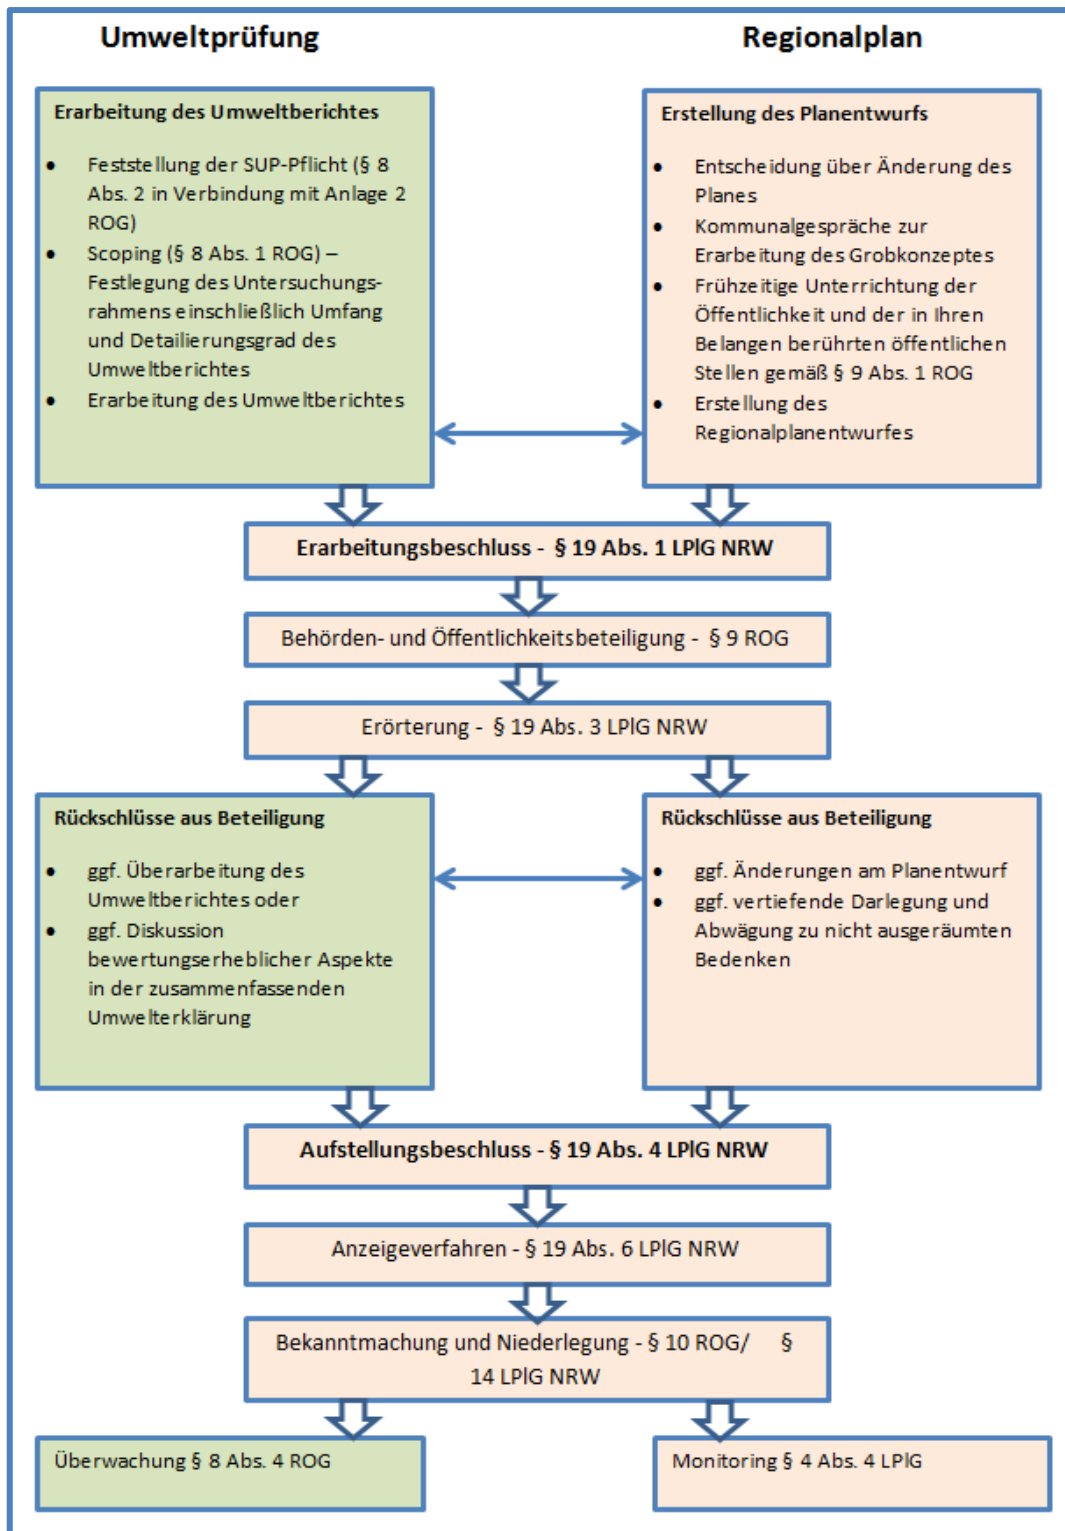 Umweltprüfung
Regionalplan
Erarbeitung des Umweltberichtes
• Feststellung der SUP-Pflicht (§ 8
Abs. 2 in Verbindung mit Anlage 2
ROG)
• Scoping (§ 8 Abs. 1 ROG) –
Festlegung des Untersuchungs-
rahmens einschließlich Umfang
und Detailierungsgrad des
Umweltberichtes
• Erarbeitung des Umweltberichtes
Erstellung des Planentwurfs
• Entscheidung über Änderung des
Planes
• Kommunalgespräche zur
Erarbeitung des Grobkonzeptes
• Frühzeitige Unterrichtung der
Öffentlichkeit und der in Ihren
Belangen berührten öffentlichen
Stellen gemäß § 9 Abs. 1 ROG
• Erstellung des
Regionalplanentwurfes
Erarbeitungsbeschluss - § 19 Abs. 1 LPlG NRW
Behörden- und Öffentlichkeitsbeteiligung - § 9 ROG
Erörterung - § 19 Abs. 3 LPlG NRW
Rückschlüsse aus Beteiligung
• ggf. Überarbeitung des
Umweltberichtes oder
• ggf. Diskussion
bewertungserheblicher Aspekte
in der zusammenfassenden
Umwelterklärung
Rückschlüsse aus Beteiligung
• ggf. Änderungen am Planentwurf
• ggf. vertiefende Darlegung und
Abwägung zu nicht ausgeräumten
Bedenken
Aufstellungsbeschluss - § 19 Abs. 4 LPlG NRW
Anzeigeverfahren - § 19 Abs. 6 LPlG NRW
Bekanntmachung und Niederlegung - § 10 ROG/ §
14 LPlG NRW
Überwachung § 8 Abs. 4 ROG
Monitoring § 4 Abs. 4 LPlG